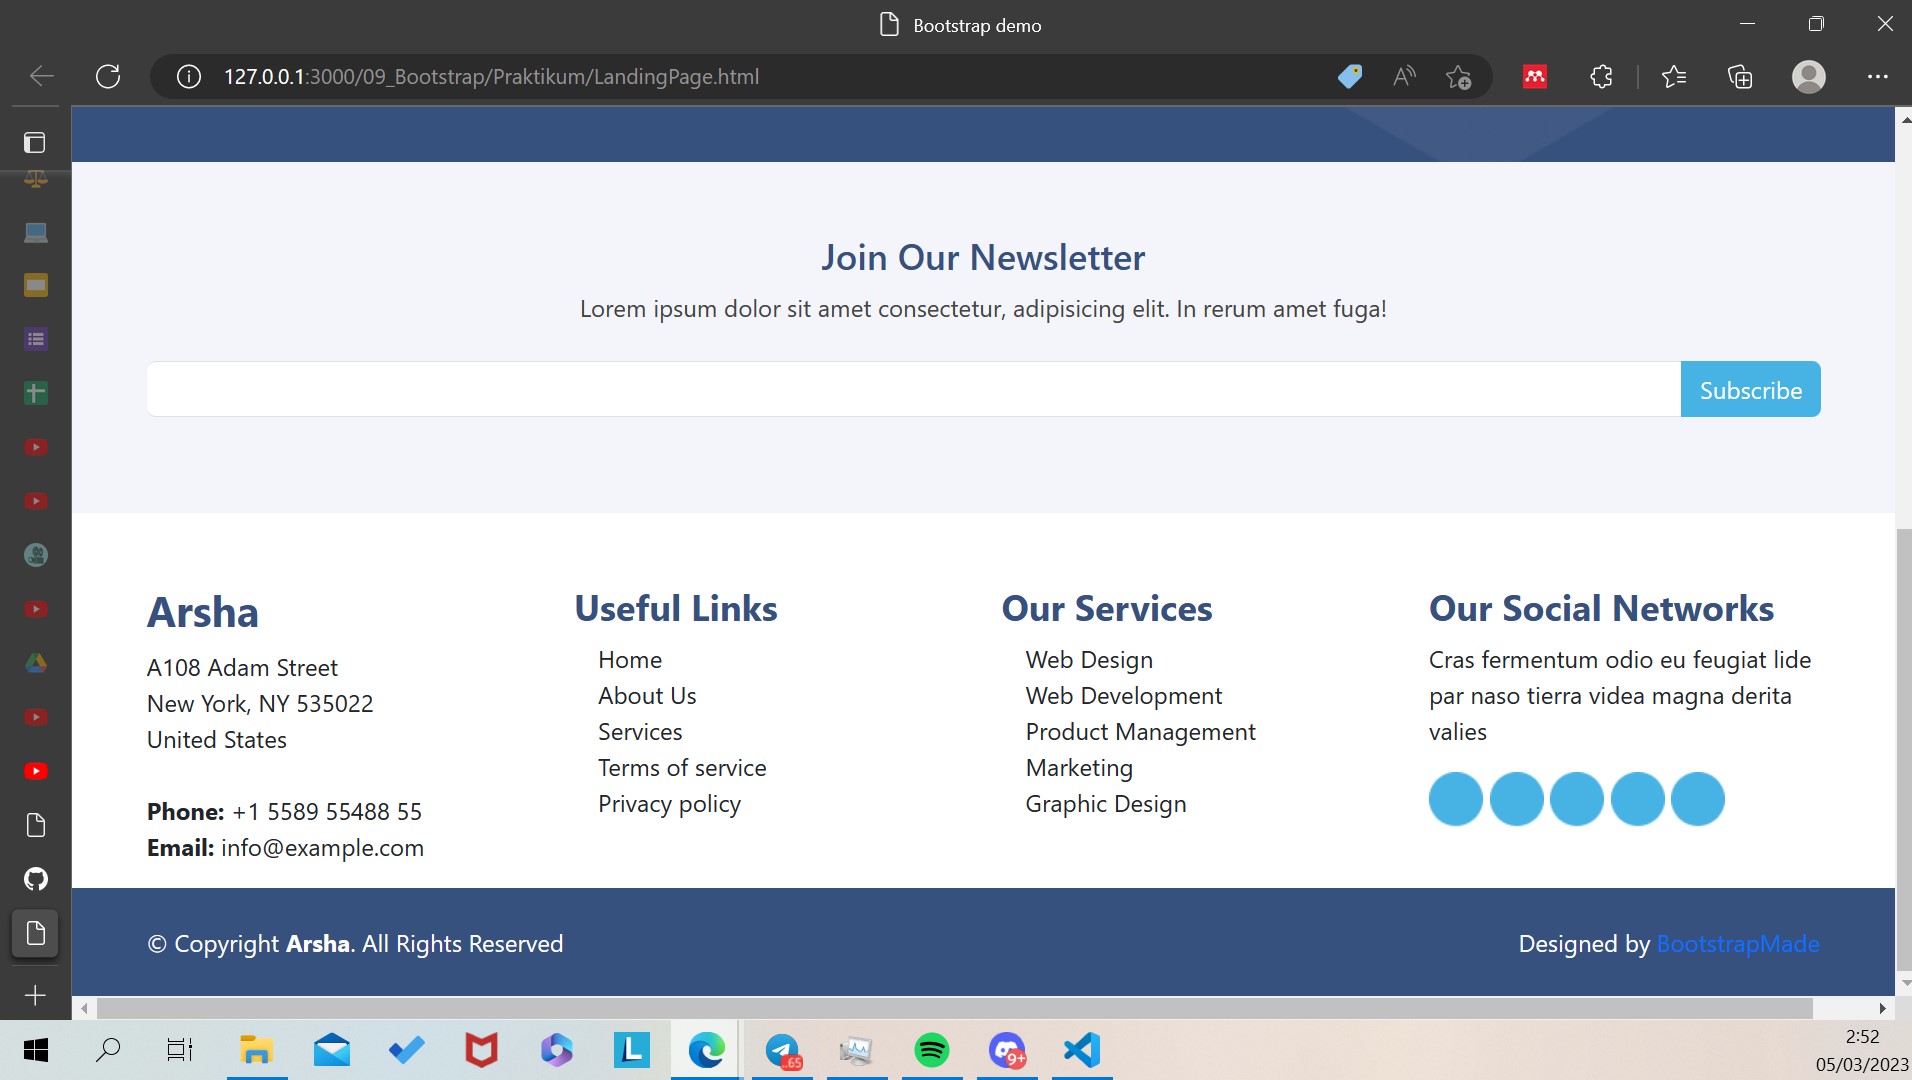 Bootstrap demo
127.0.0.1:3000/09_Bootstrap/Praktikum/LandingPage.html
Join Our Newsletter
Lorem ipsum dolor sit amet consectetur, adipisicing elit. In rerum amet fuga!
Subscribe
Arsha
A108 Adam Street
New York, NY 535022
United States
Phone: +1 5589 55488 55
Email: info@example.com
Useful Links
Home
About Us
Services
Terms of service
Privacy policy
Our Services
Web Design
Web Development
Product Management
Marketing
Graphic Design
Our Social Networks
Cras fermentum odio eu feugiat lide
par naso tierra videa magna derita
valies
© Copyright Arsha. All Rights Reserved
Designed by BootstrapMade
L
..65
9+
2:52
05/03/2023